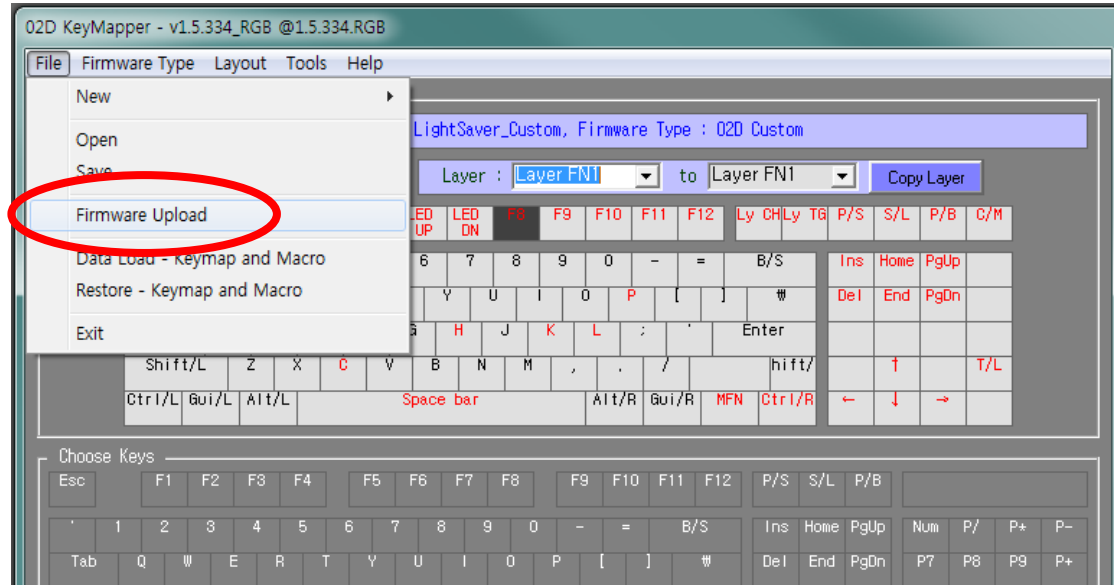 02D KeyMapper - v1.5.334_RGB @1.5.334.RGB
File Firmware Type Layout Tools Help
New
Open
Save
Firmware Upload
Data Load - Keymap and Macro
Restore - Keymap and Macro
Exit
LightSaver_Custom, Firmware Type : 02D Custom
Layer : Layer FN1 to Layer FN1 Copy Layer
LED UP LED DN F8 F9 F10 F11 F12 Ly CH Ly TG P/S S/L P/B C/M
6 7 8 9 0 - = B/S Ins Home PgUp
Y U I O P [ ] ₩ Del End PgDn
G H J K L ; ' Enter
Shift/L Z X C V B N M , . / hift/ ↑ T/L
Ctrl/L Gui/L Alt/L Space bar Alt/R Gui/R MFN Ctrl/R ← ↓ →
Choose Keys
Esc F1 F2 F3 F4 F5 F6 F7 F8 F9 F10 F11 F12 P/S S/L P/B
` 1 2 3 4 5 6 7 8 9 0 - = B/S Ins Home PgUp Num P/ P* P-
Tab Q W E R T Y U I O P [ ] ₩ Del End PgDn P7 P8 P9 P+